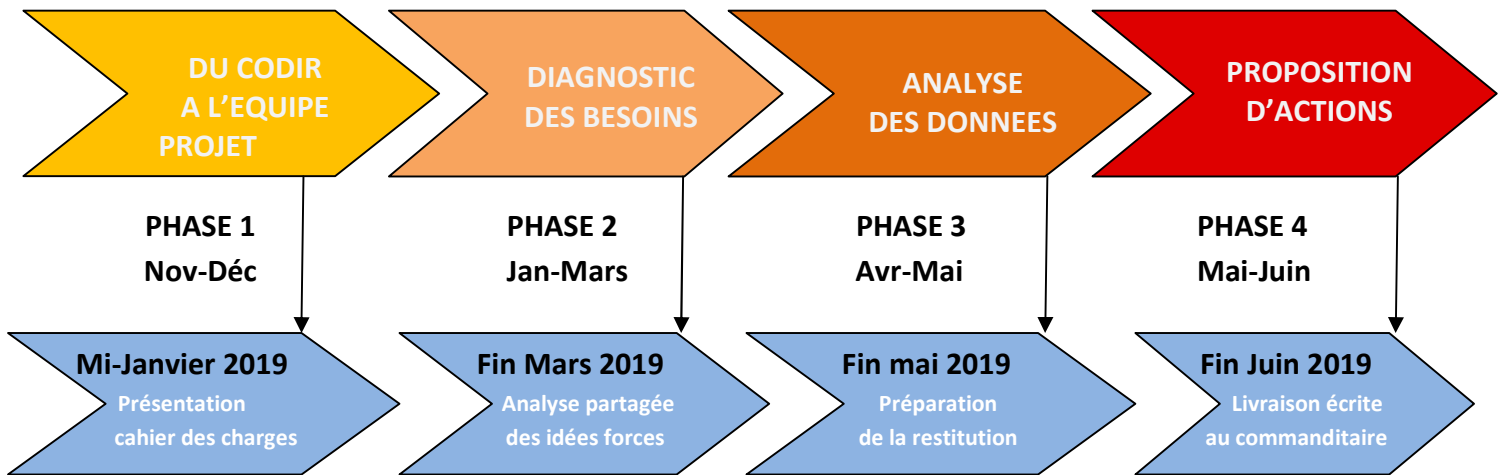 DU CODIR
A L’EQUIPE
PROJET
DIAGNOSTIC
DES BESOINS
ANALYSE
DES DONNEES
PROPOSITION
D’ACTIONS
PHASE 1
Nov-Déc
PHASE 2
Jan-Mars
PHASE 3
Avr-Mai
PHASE 4
Mai-Juin
Mi-Janvier 2019
Présentation
cahier des charges
Fin Mars 2019
Analyse partagée
des idées forces
Fin mai 2019
Préparation
de la restitution
Fin Juin 2019
Livraison écrite
au commanditaire